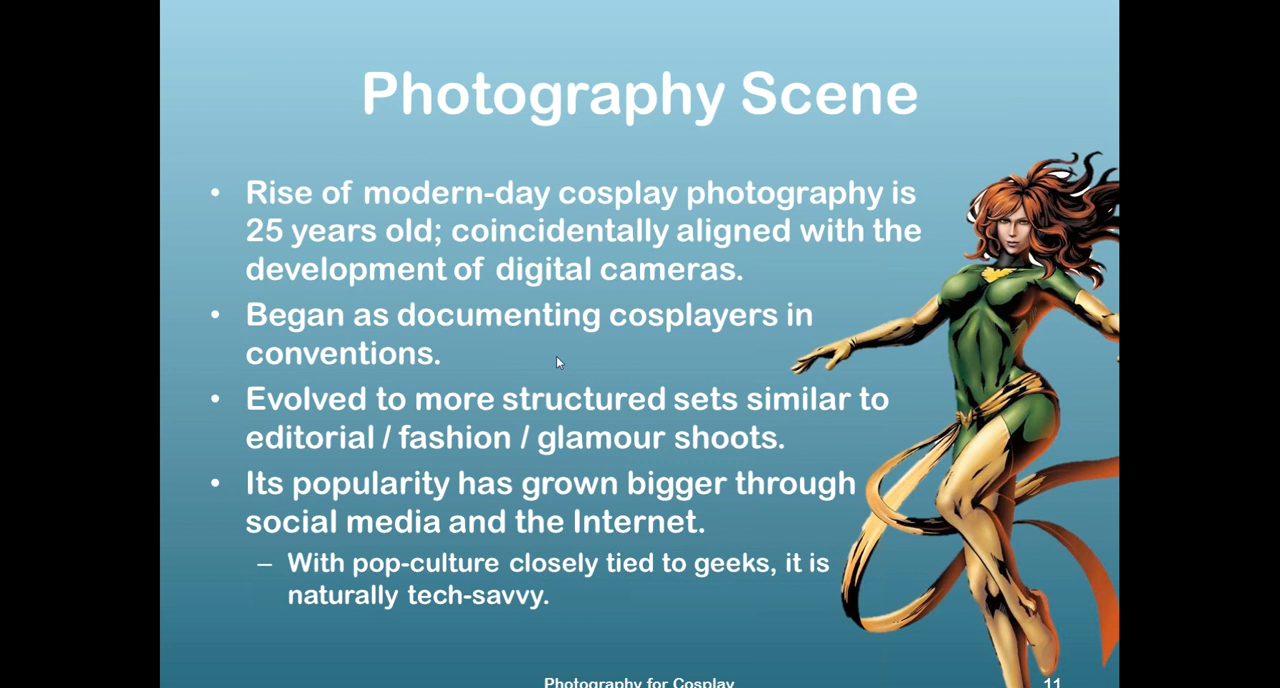 Photography Scene
• Rise of modern-day cosplay photography is
25 years old; coincidentally aligned with the
development of digital cameras.
• Began as documenting cosplayers in
conventions.
• Evolved to more structured sets similar to
editorial / fashion / glamour shoots.
• Its popularity has grown bigger through
social media and the Internet.
– With pop-culture closely tied to geeks, it is
naturally tech-savvy.
Photography for Cosplay
11